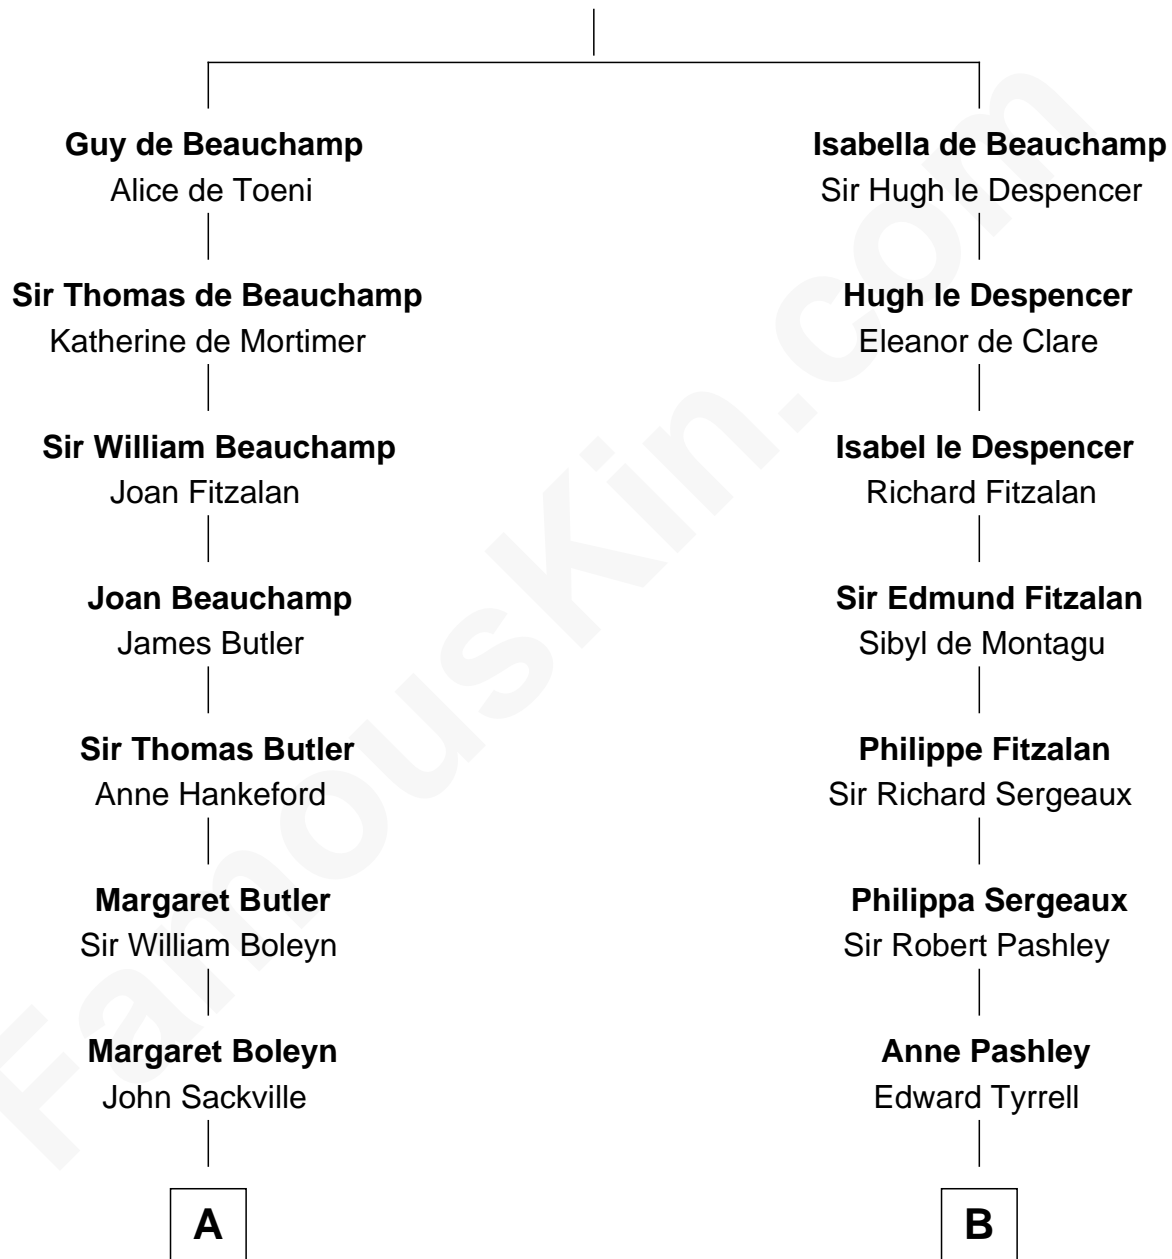 Guy de Beauchamp
Alice de Toeni
Sir Thomas de Beauchamp
Katherine de Mortimer
Sir William Beauchamp
Joan Fitzalan
Joan Beauchamp
James Butler
Sir Thomas Butler
Anne Hankeford
Margaret Butler
Sir William Boleyn
Margaret Boleyn
John Sackville
A
Isabella de Beauchamp
Sir Hugh le Despencer
Hugh le Despencer
Eleanor de Clare
Isabel le Despencer
Richard Fitzalan
Sir Edmund Fitzalan
Sibyl de Montagu
Philippe Fitzalan
Sir Richard Sergeaux
Philippa Sergeaux
Sir Robert Pashley
Anne Pashley
Edward Tyrrell
B
FamousKin.com